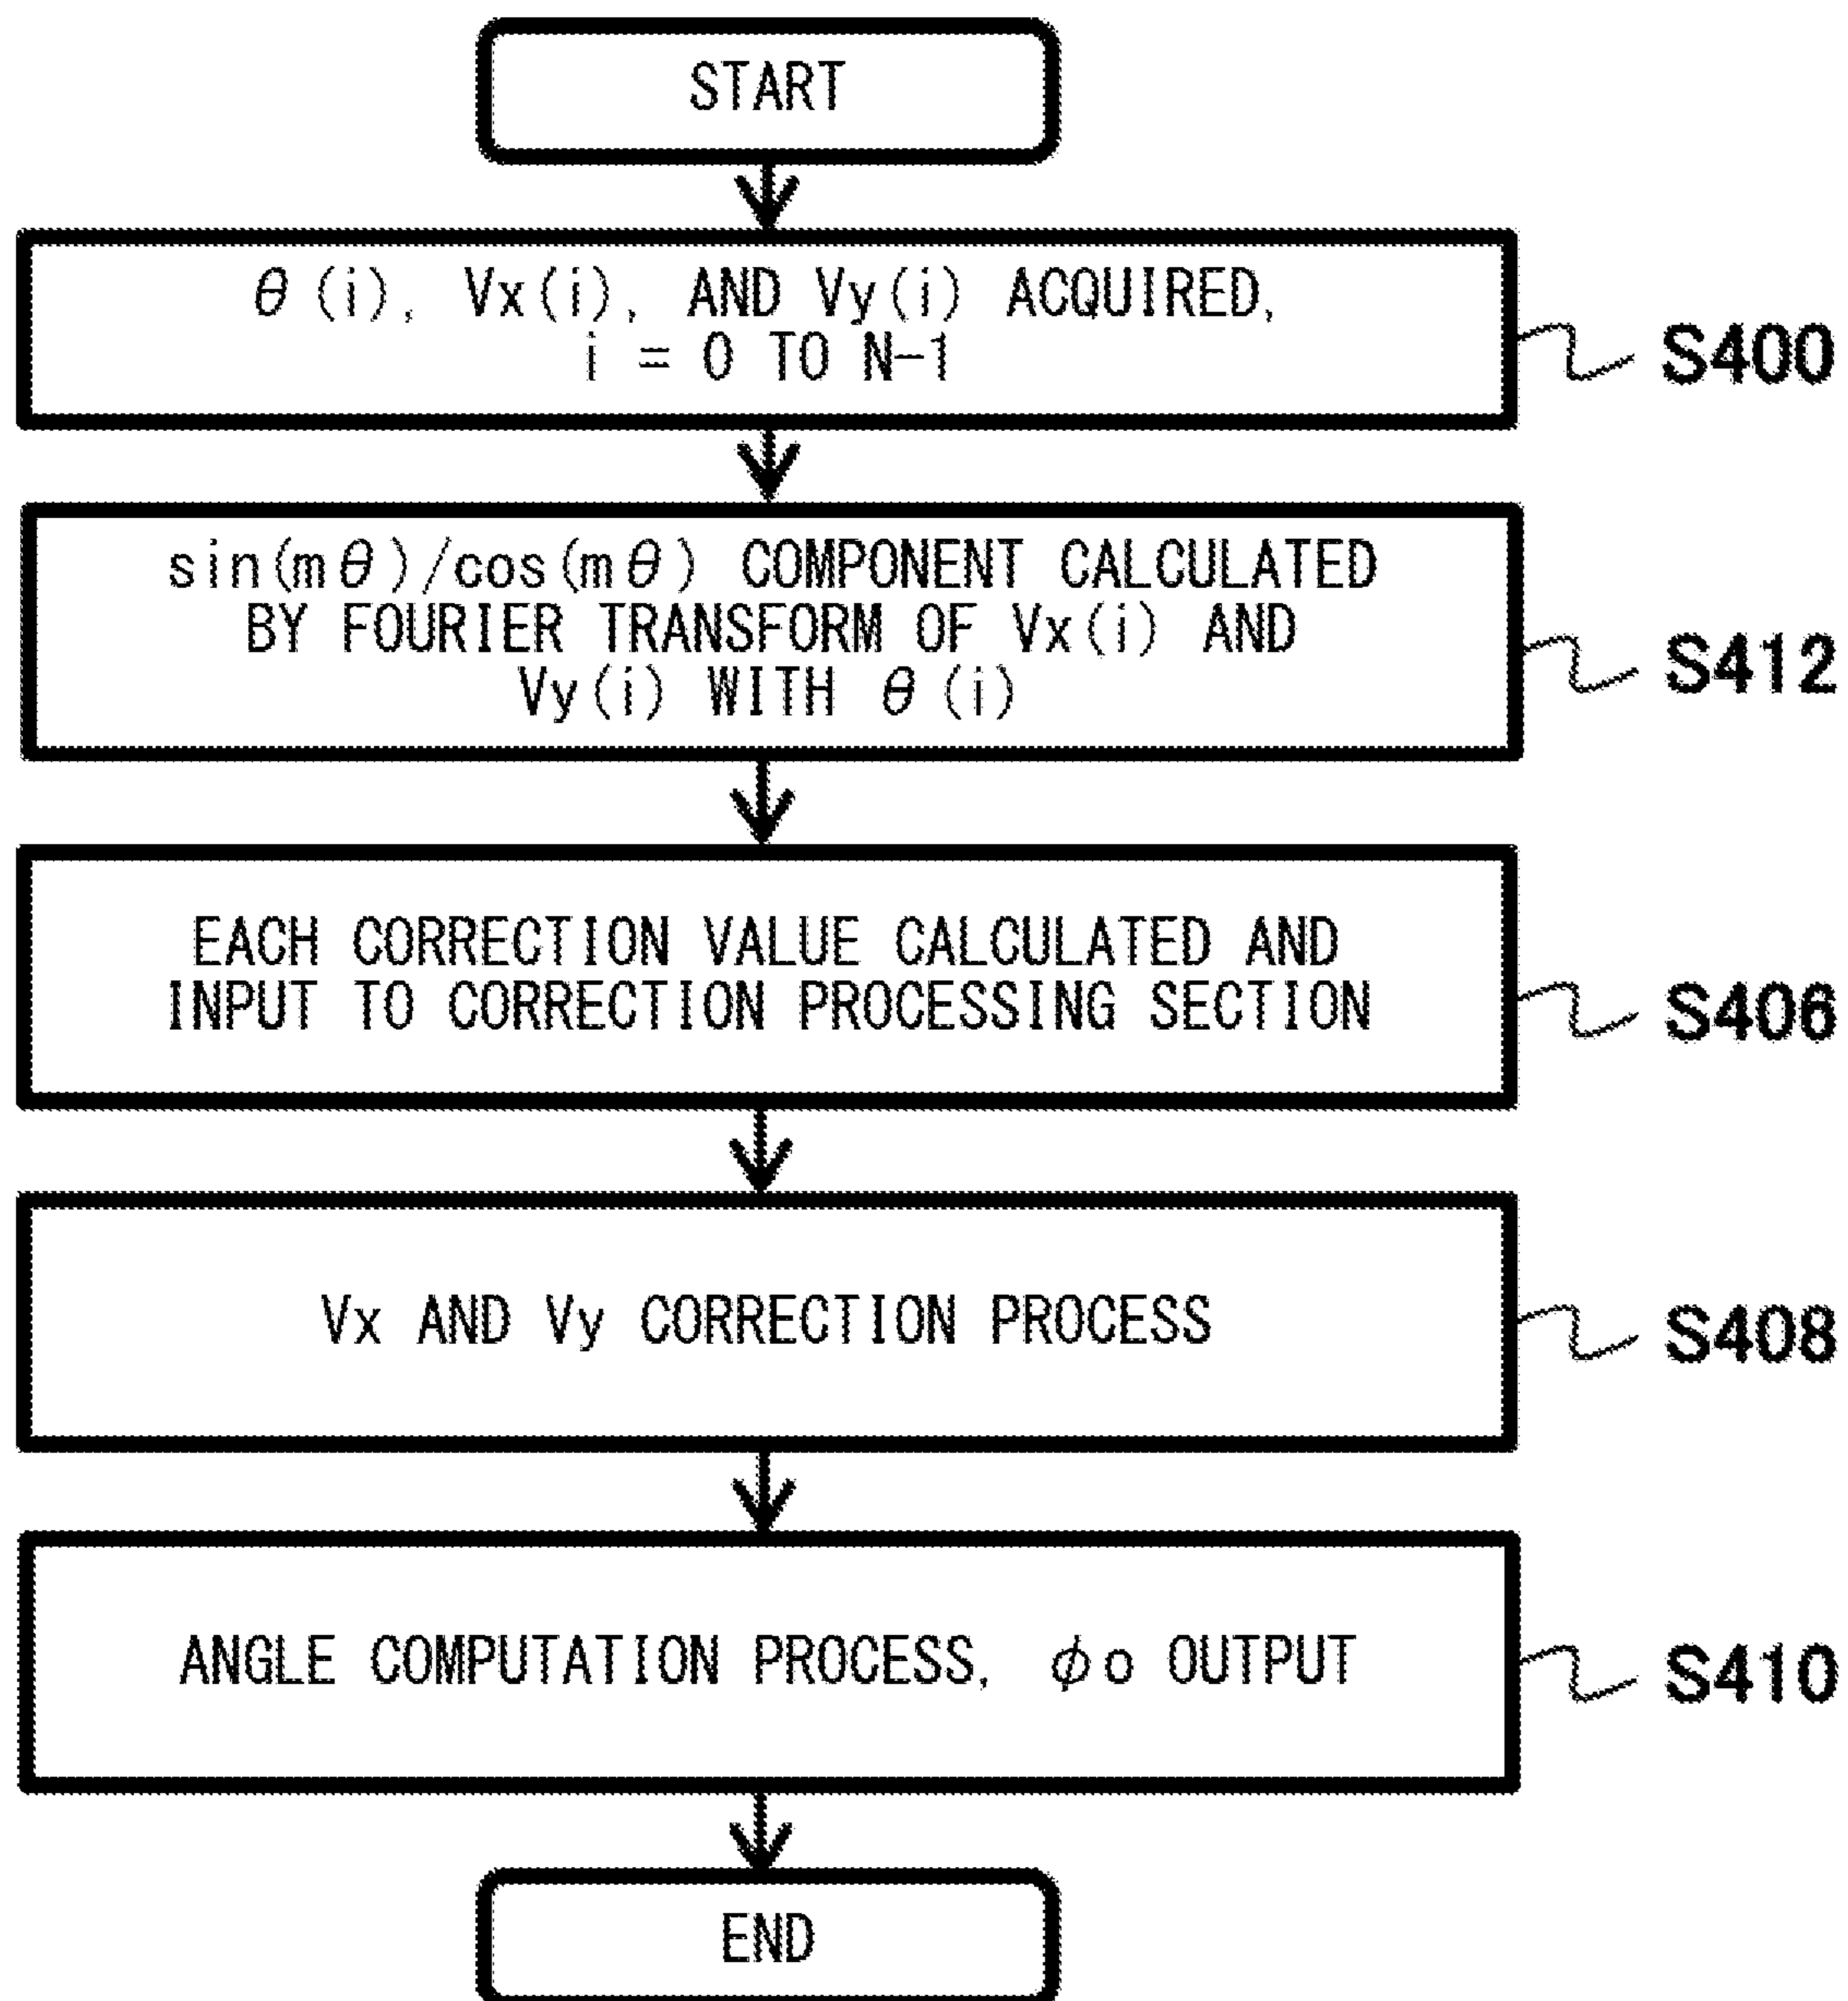 START
θ(i), Vx(i), AND Vy(i) ACQUIRED,
i = 0 TO N-1
S400
sin(mθ)/cos(mθ) COMPONENT CALCULATED
BY FOURIER TRANSFORM OF Vx(i) AND
Vy(i) WITH θ(i)
S412
EACH CORRECTION VALUE CALCULATED AND
INPUT TO CORRECTION PROCESSING SECTION
S406
Vx AND Vy CORRECTION PROCESS
S408
ANGLE COMPUTATION PROCESS, φo OUTPUT
S410
END